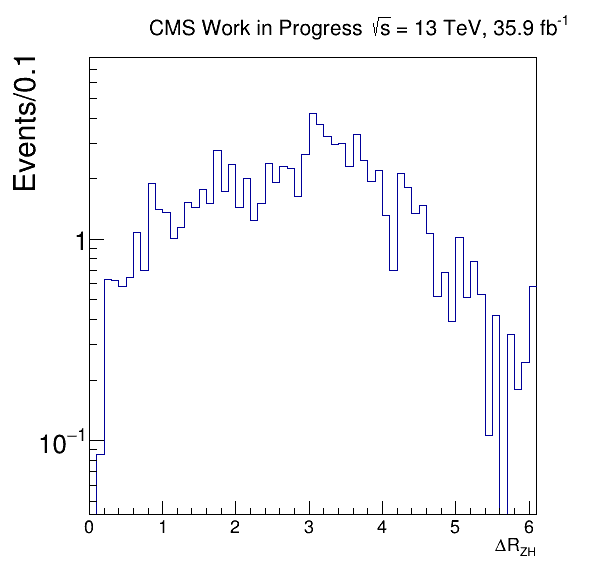 CMS Work in Progress √s = 13 TeV, 35.9 fb⁻¹
Events/0.1
1
10⁻¹
0 1 2 3 4 5 6
ΔR_ZH